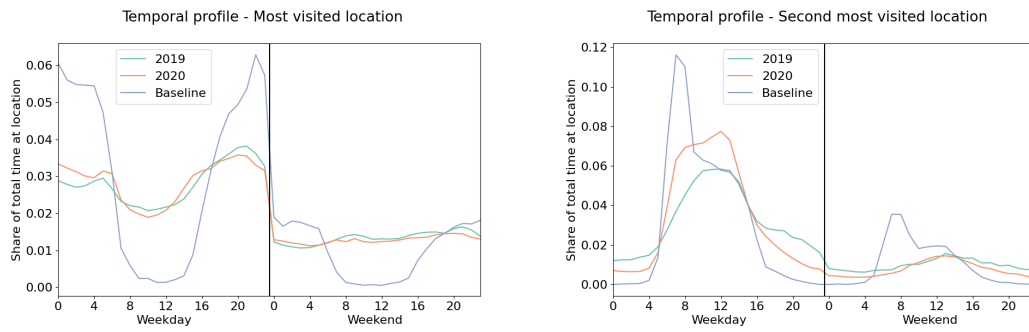 Temporal profile - Most visited location
Share of total time at location
0.06
0.05
0.04
0.03
0.02
0.01
0.00
2019
2020
Baseline
0 4 8 12 16 20 0 4 8 12 16 20
Weekday Weekend
Temporal profile - Second most visited location
Share of total time at location
0.12
0.10
0.08
0.06
0.04
0.02
0.00
2019
2020
Baseline
0 4 8 12 16 20 0 4 8 12 16 20
Weekday Weekend